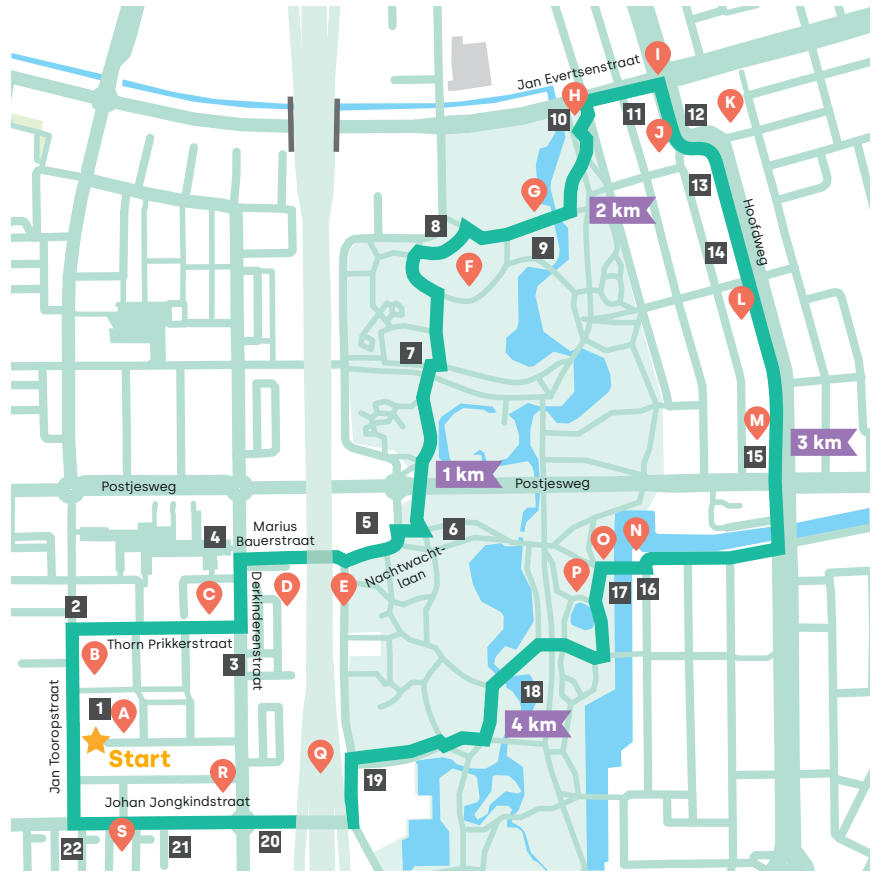 I
Jan Evertsenstraat
H
K
10
11
12
J
13
G
2 km
Hoofdweg
8
9
14
F
L
7
M
3 km
15
1 km
Postjesweg
Postjesweg
5
6
Marius
Bauerstraat
4
N
O
Nachtwacht-
laan
P
D
E
C
Derkinderenstraat
17
16
2
Thorn Prikkerstraat
B
3
18
Jan Tooropstraat
1
A
4 km
Start
Q
R
19
Johan Jongkindstraat
S
22
21
20